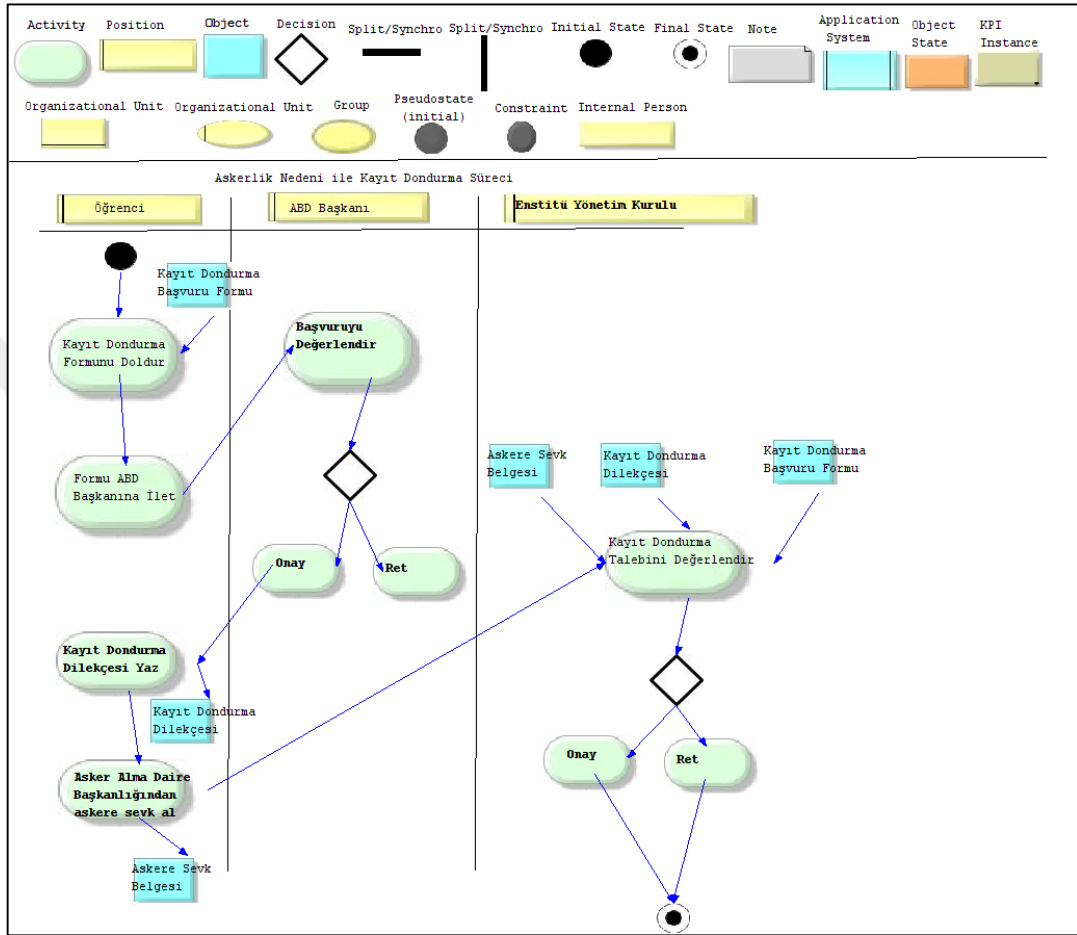 Activity
Position
Object
Decision
Split/Synchro
Split/Synchro
Initial State
Final State
Note
Application
System
Object
State
KPI
Instance
Organizational Unit
Organizational Unit
Group
Pseudostate
(initial)
Constraint
Internal Person
Askerlik Nedeni ile Kayıt Dondurma Süreci
Öğrenci
ABD Başkanı
Enstitü Yönetim Kurulu
Kayıt Dondurma
Başvuru Formu
Kayıt Dondurma
Formunu Doldur
Başvuruyu
Değerlendir
Formu ABD
Başkanına İlet
Askere Sevk
Belgesi
Kayıt Dondurma
Dilekçesi
Kayıt Dondurma
Başvuru Formu
Kayıt Dondurma
Talebini Değerlendir
Onay
Ret
Kayıt Dondurma
Dilekçesi Yaz
Kayıt Dondurma
Dilekçesi
Onay
Ret
Asker Alma Daire
Başkanlığından
askere sevk al
Askere Sevk
Belgesi